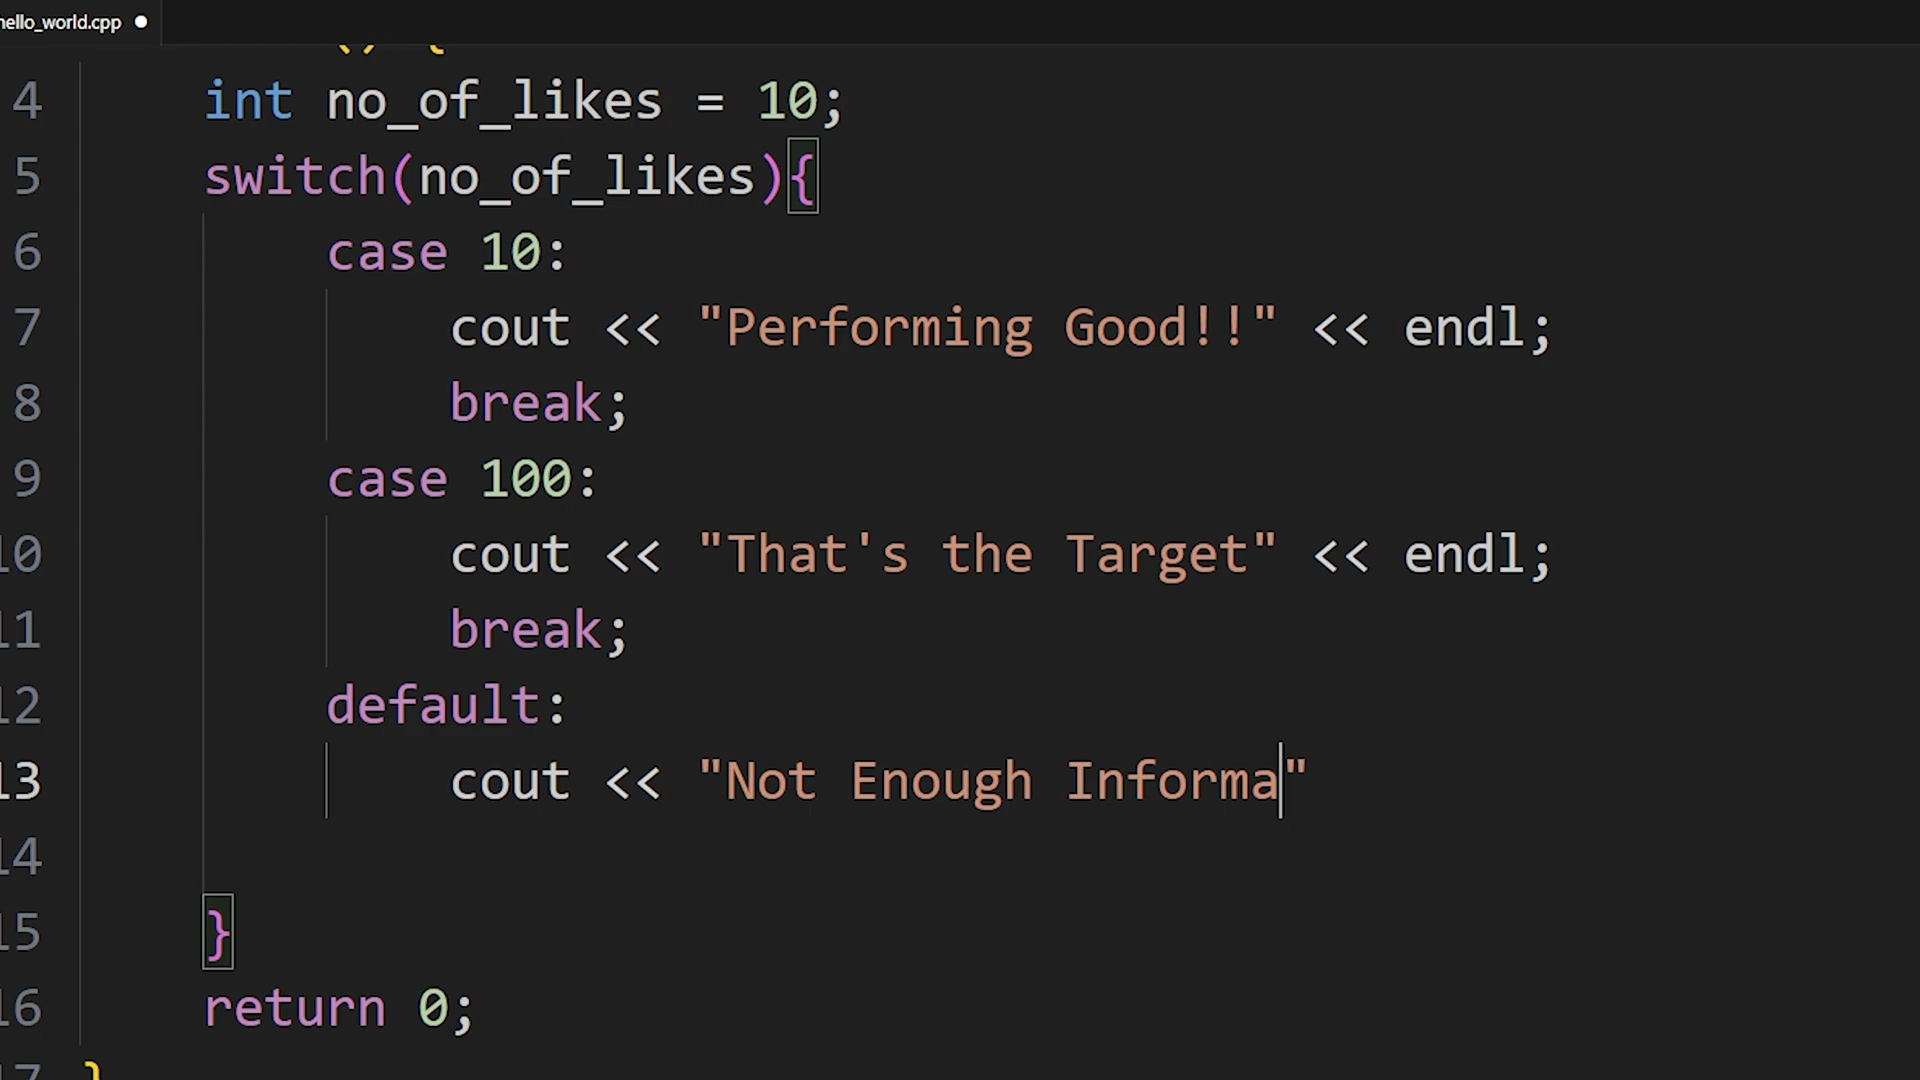 hello_world.cpp
() {
4 int no_of_likes = 10;
5 switch(no_of_likes){
6 case 10:
7 cout << "Performing Good!!" << endl;
8 break;
9 case 100:
10 cout << "That's the Target" << endl;
11 break;
12 default:
13 cout << "Not Enough Informa"
14
15 }
16 return 0;
17 }